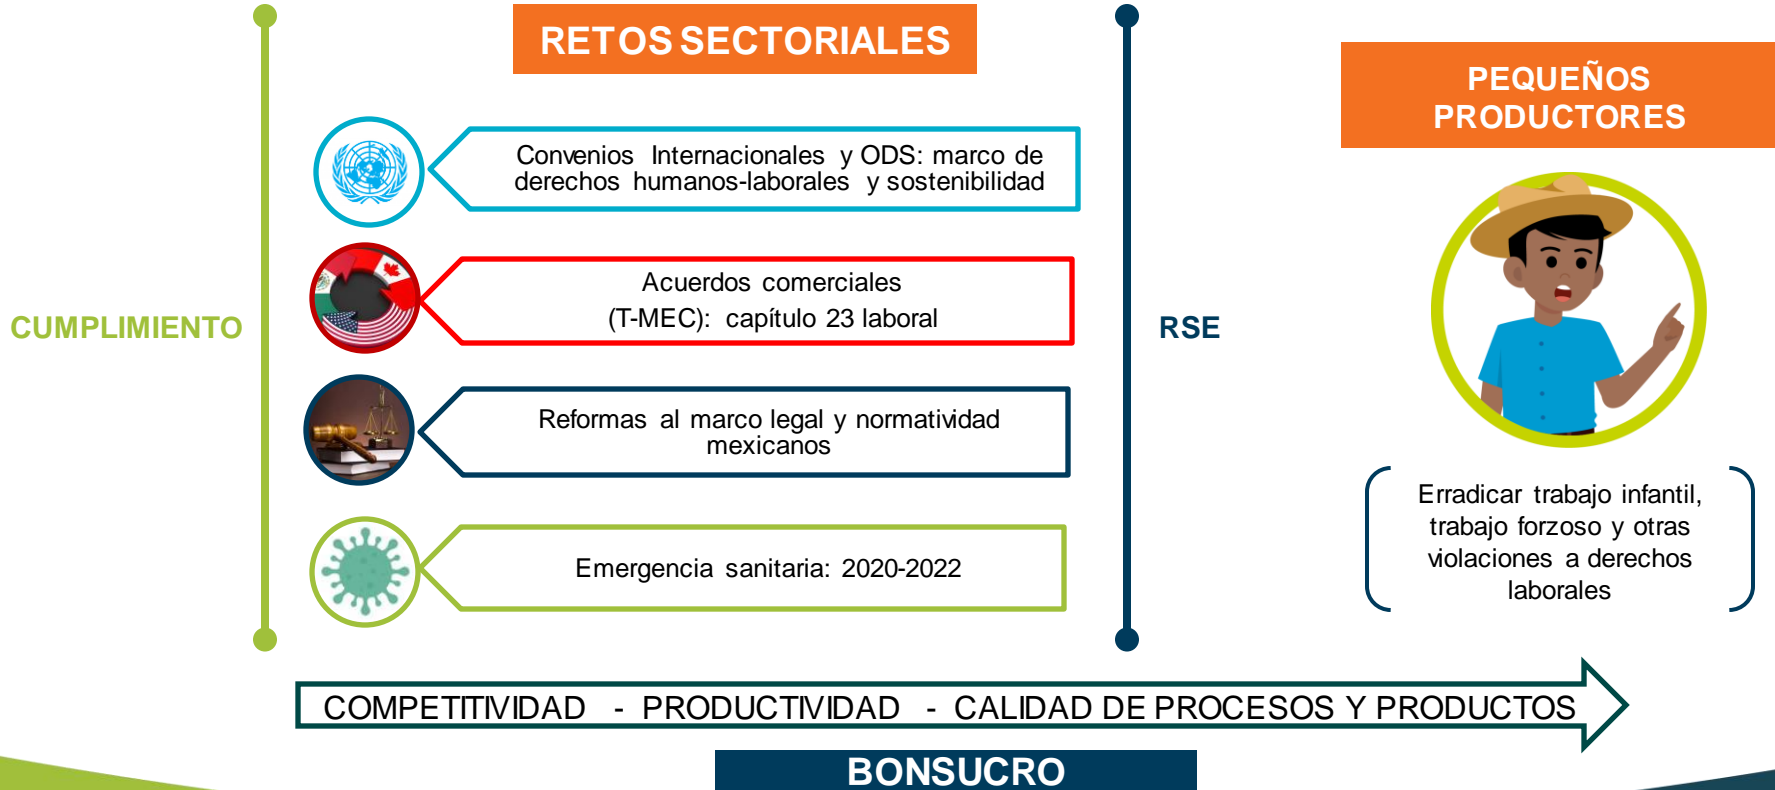 RETOS SECTORIALES
PEQUEÑOS
PRODUCTORES
Convenios Internacionales y ODS: marco de
derechos humanos-laborales y sostenibilidad
Acuerdos comerciales
(T-MEC): capítulo 23 laboral
CUMPLIMIENTO
RSE
Reformas al marco legal y normatividad
mexicanos
Emergencia sanitaria: 2020-2022
Erradicar trabajo infantil,
trabajo forzoso y otras
violaciones a derechos
laborales
COMPETITIVIDAD - PRODUCTIVIDAD - CALIDAD DE PROCESOS Y PRODUCTOS
BONSUCRO